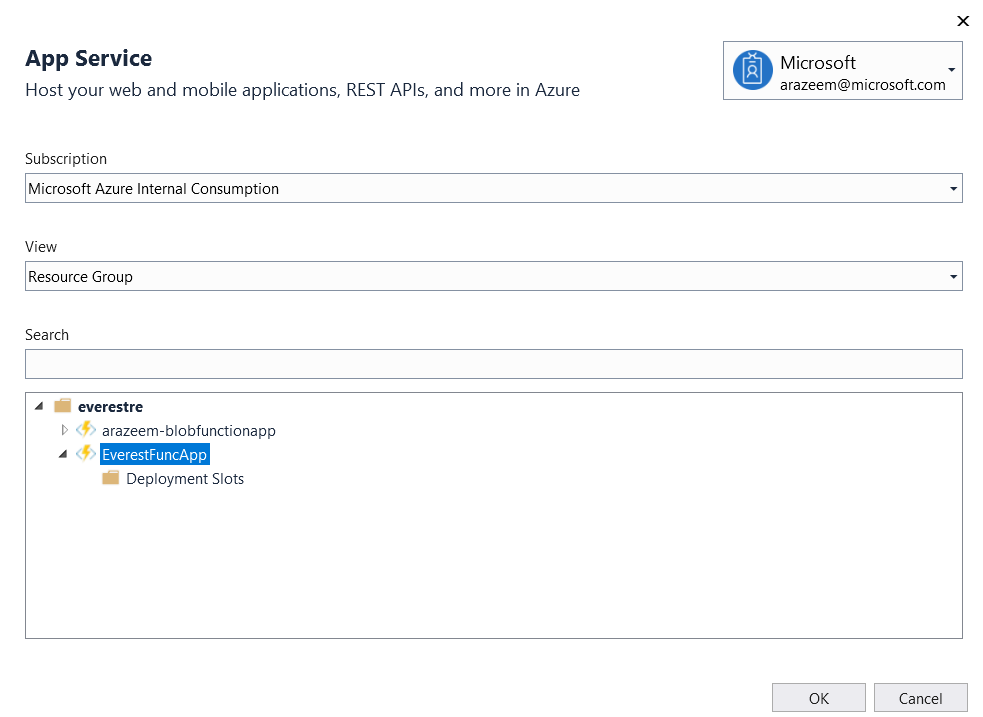 App Service
Host your web and mobile applications, REST APIs, and more in Azure
Microsoft
arazeem@microsoft.com
Subscription
Microsoft Azure Internal Consumption
View
Resource Group
Search
everestre
arazeem-blobfunctionapp
EverestFuncApp
Deployment Slots
OK
Cancel